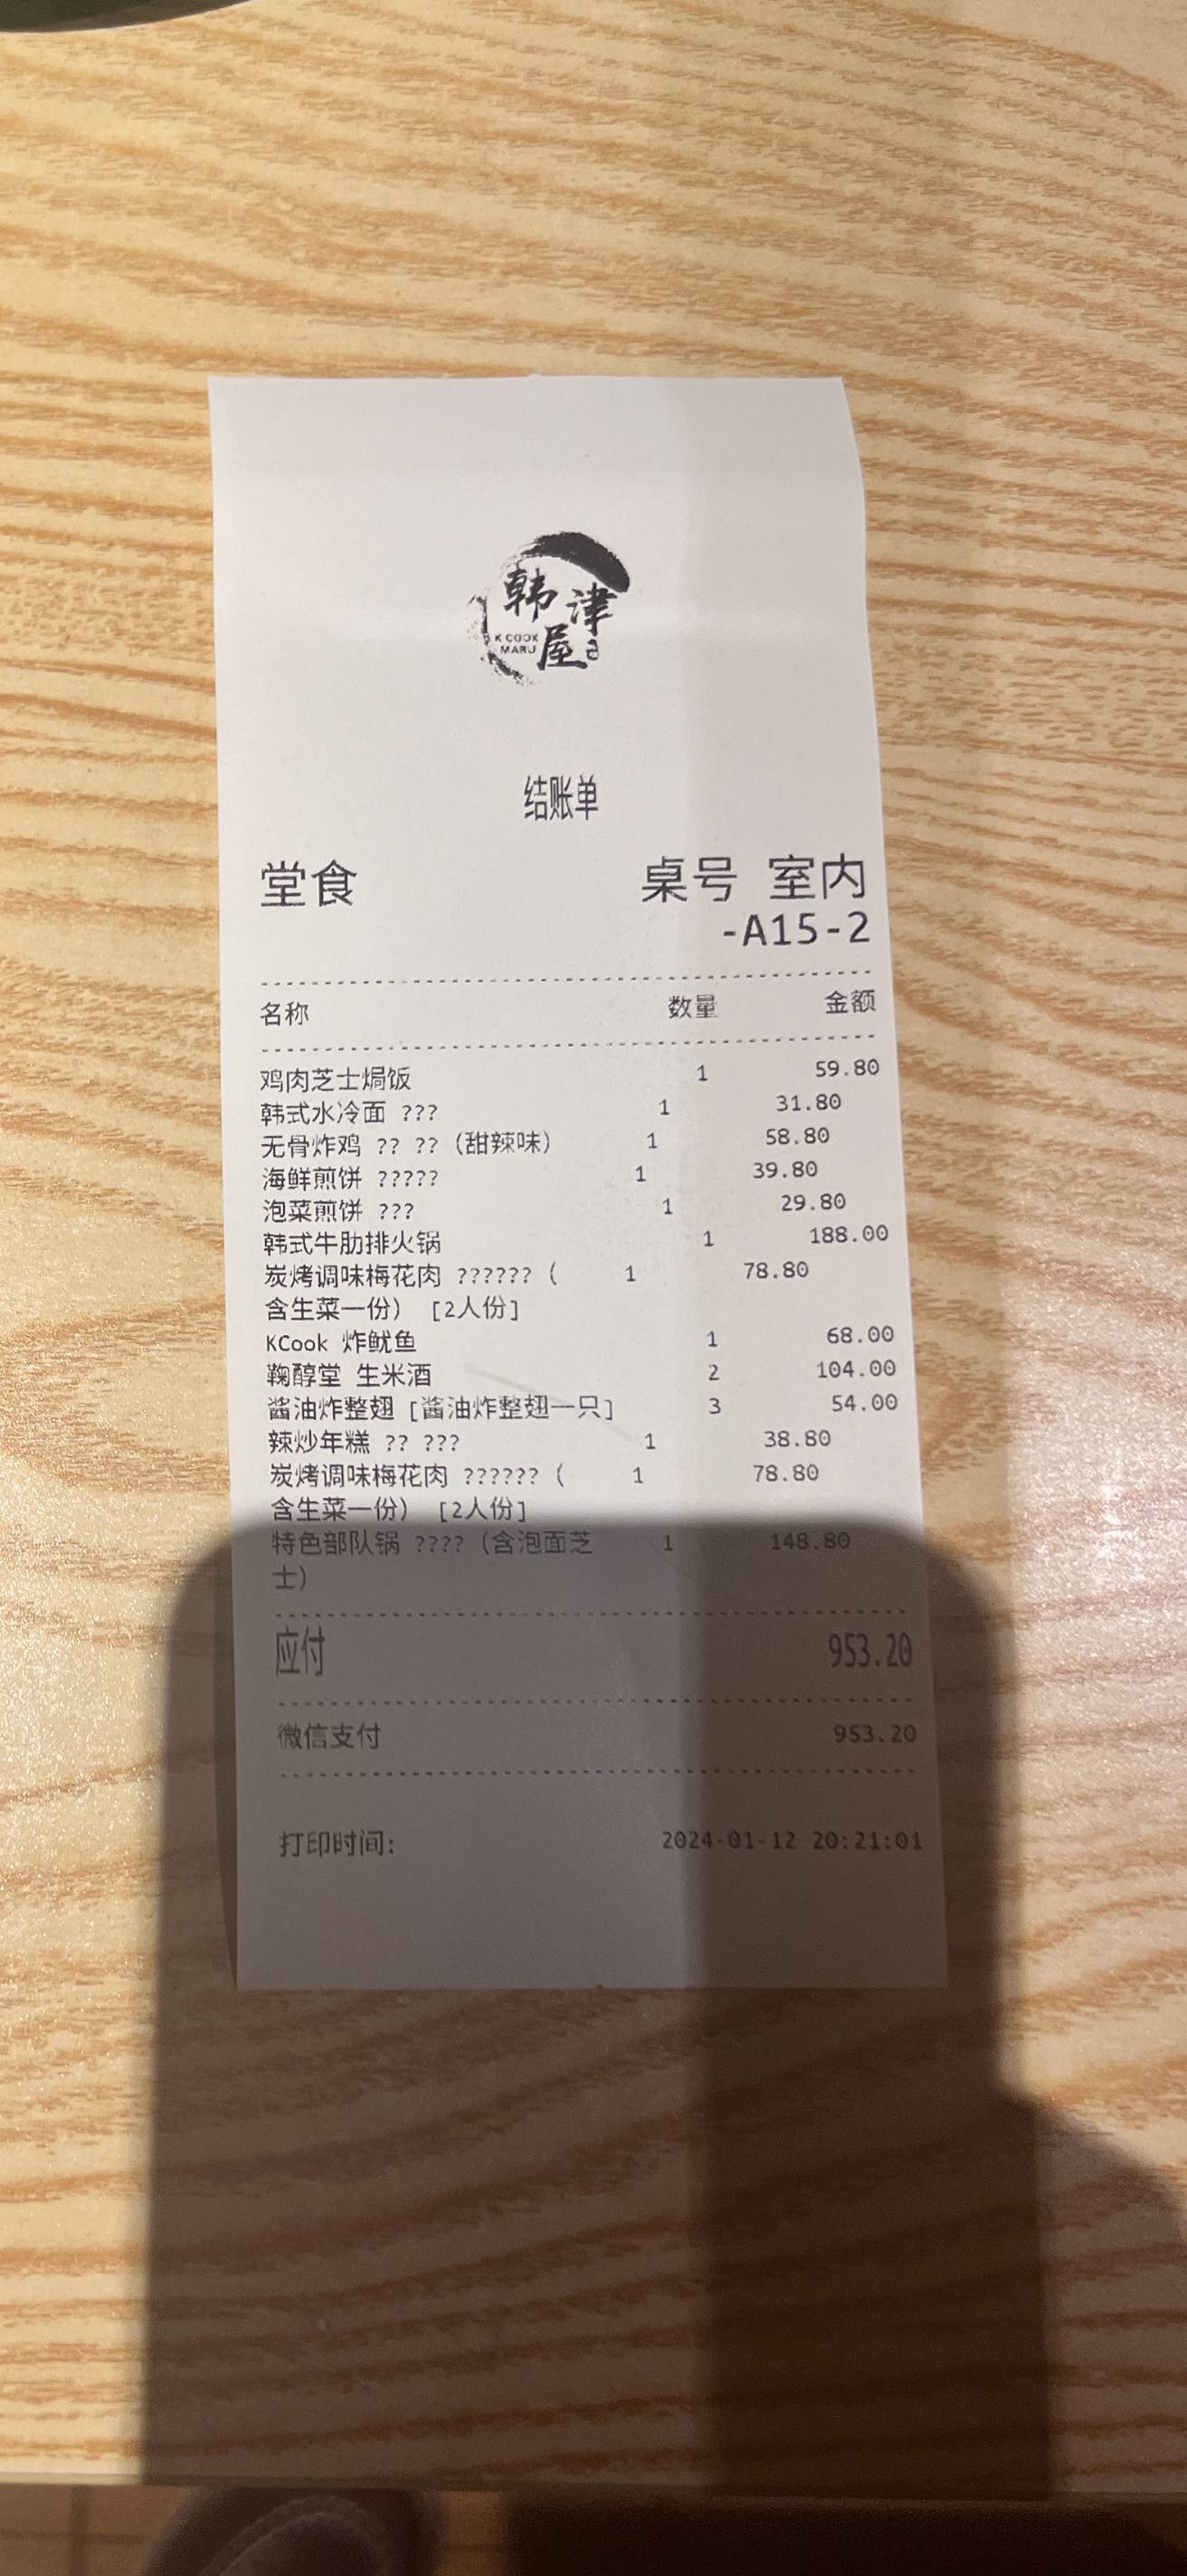 韩津屋
K COOK
MARU
结账单
堂食 桌号 室内
-A15-2
名称 数量 金额
鸡肉芝士焗饭 1 59.80
韩式水冷面 ??? 1 31.80
无骨炸鸡 ?? ??（甜辣味） 1 58.80
海鲜煎饼 ????? 1 39.80
泡菜煎饼 ??? 1 29.80
韩式牛肋排火锅 1 188.00
炭烤调味梅花肉 ??????（ 1 78.80
含生菜一份） [2人份]
KCook 炸鱿鱼 1 68.00
鞠醇堂 生米酒 2 104.00
酱油炸整翅 [酱油炸整翅一只] 3 54.00
辣炒年糕 ?? ??? 1 38.80
炭烤调味梅花肉 ??????（ 1 78.80
含生菜一份） [2人份]
特色部队锅 ????（含泡面芝 1 148.80
士）
应付 953.20
微信支付 953.20
打印时间: 2024-01-12 20:21:01